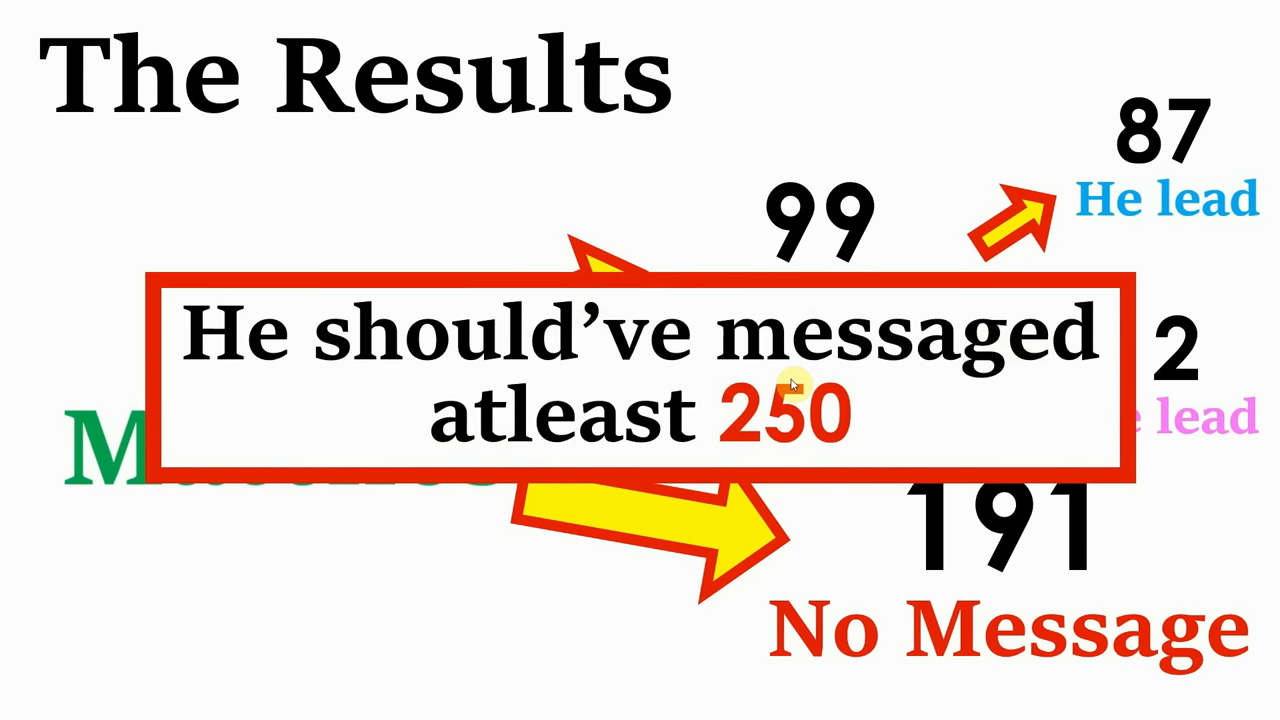 The Results
87
He lead
99
He should've messaged
atleast 250
2
lead
191
No Message